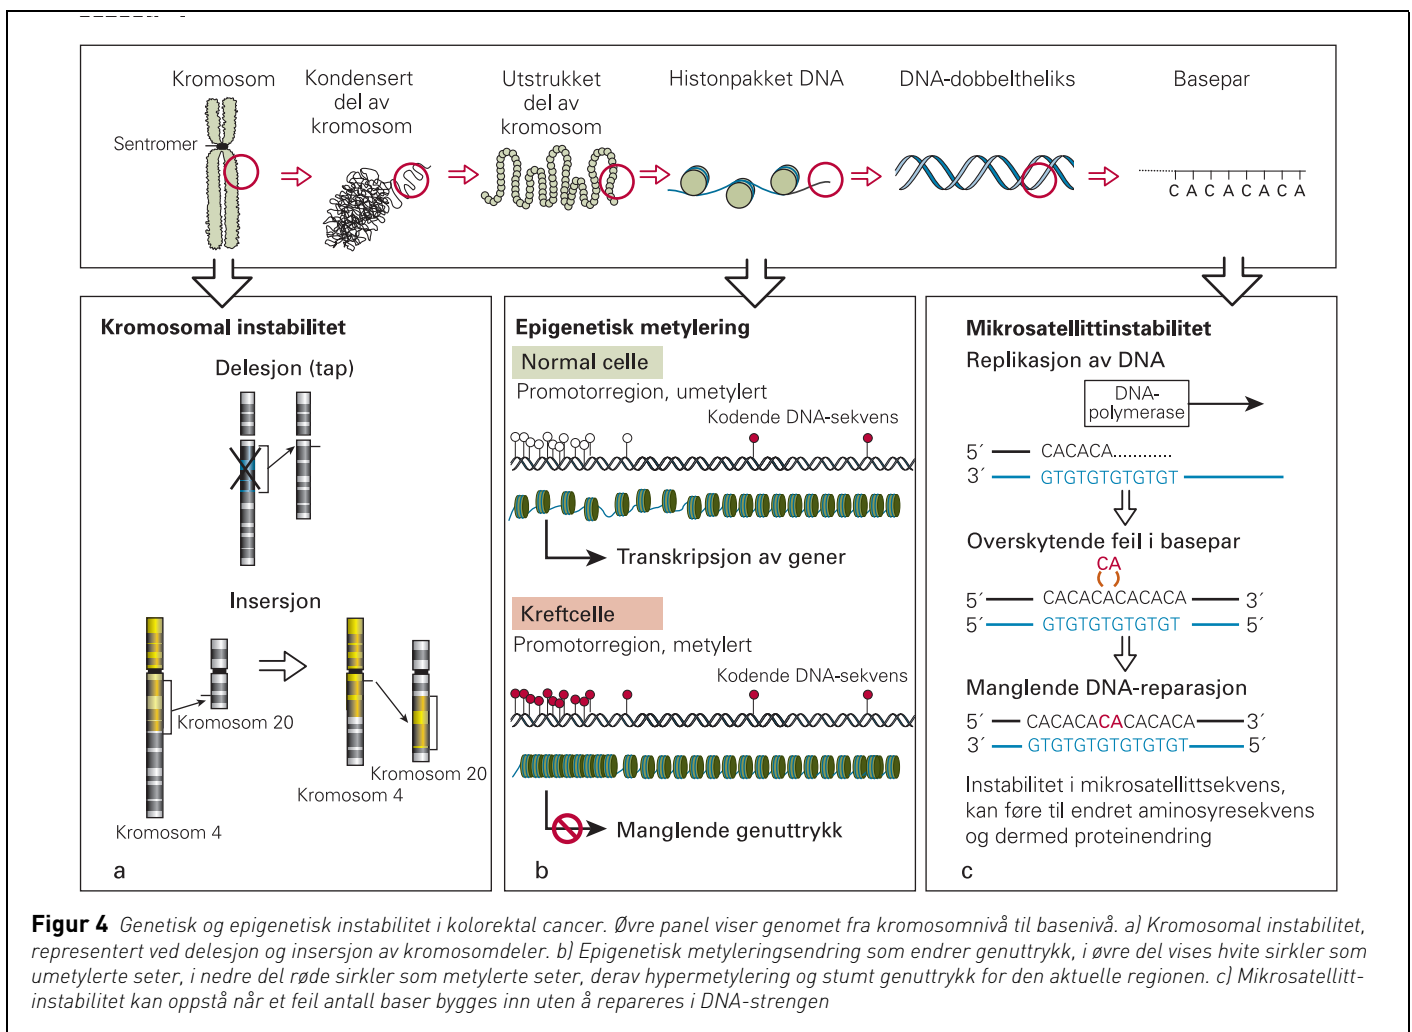 Kromosom
Kondensert
del av
kromosom
Utstrukket
del av
kromosom
Histonpakket DNA
DNA-dobbeltheliks
Basepar
Sentromer
C A C A C A C A
Kromosomal instabilitet
Delesjon (tap)
Insersjon
Kromosom 20
Kromosom 4
Kromosom 20
Kromosom 4
a
Epigenetisk metylering
Normal celle
Promotorregion, umetylert
Kodende DNA-sekvens
Transkripsjon av gener
Kreftcelle
Promotorregion, metylert
Kodende DNA-sekvens
Manglende genuttrykk
b
Mikrosatellittinstabilitet
Replikasjon av DNA
DNA-
polymerase
5´ CACACA............
3´ GTGTGTGTGTGT
Overskytende feil i basepar
CA
5´ CACACACACACA 3´
5´ GTGTGTGTGTGT 5´
Manglende DNA-reparasjon
5´ CACACACACACACA 3´
3´ GTGTGTGTGTGTGT 5´
Instabilitet i mikrosatellittsekvens,
kan føre til endret aminosyresekvens
og dermed proteinendring
c
Figur 4 Genetisk og epigenetisk instabilitet i kolorektal cancer. Øvre panel viser genomet fra kromosomnivå til basenivå. a) Kromosomal instabilitet,
representert ved delesjon og insersjon av kromosomdeler. b) Epigenetisk metyleringsendring som endrer genuttrykk, i øvre del vises hvite sirkler som
umetylerte seter, i nedre del røde sirkler som metylerte seter, derav hypermetylering og stumt genuttrykk for den aktuelle regionen. c) Mikrosatellitt-
instabilitet kan oppstå når et feil antall baser bygges inn uten å repareres i DNA-strengen